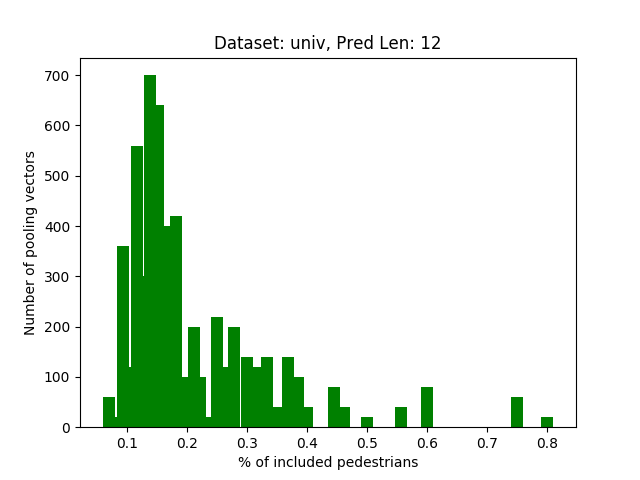 Dataset: univ, Pred Len: 12
700
600
500
400
300
200
100
0
Number of pooling vectors
0.1 0.2 0.3 0.4 0.5 0.6 0.7 0.8
% of included pedestrians